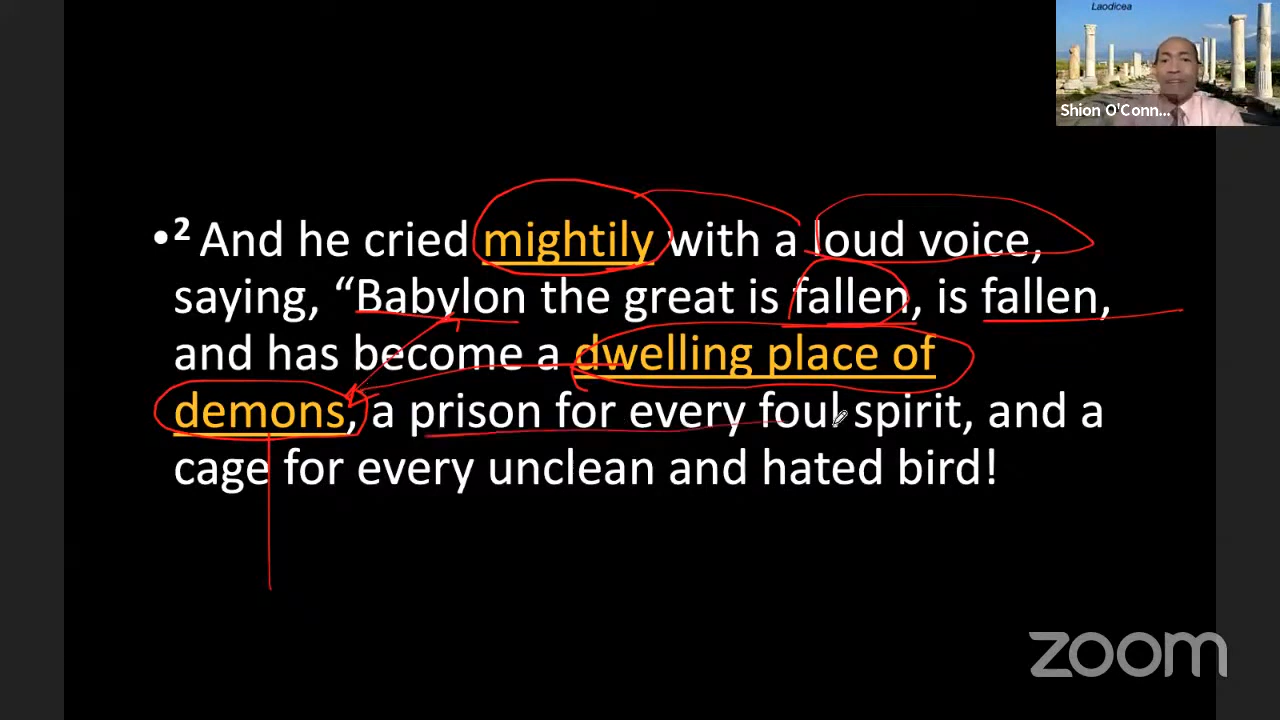 Laodicea
Shion O'Conn...
•² And he cried mightily with a loud voice,
saying, “Babylon the great is fallen, is fallen,
and has become a dwelling place of
demons, a prison for every foul spirit, and a
cage for every unclean and hated bird!
zoom